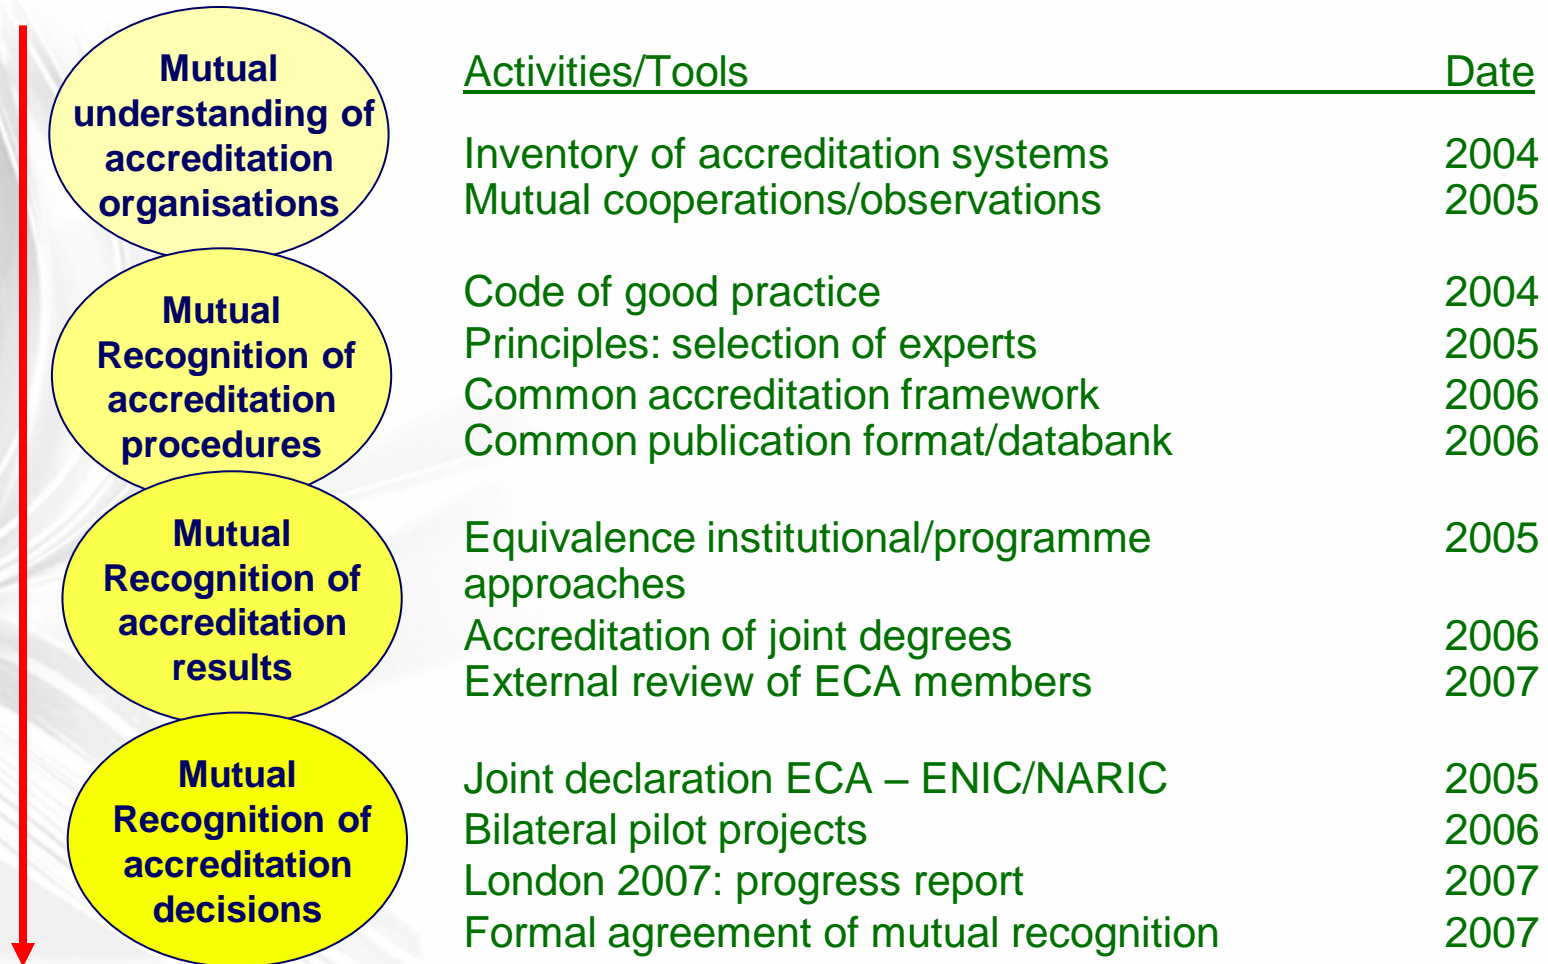 Activities/Tools Date
Mutual
understanding of
accreditation
organisations
Inventory of accreditation systems 2004
Mutual cooperations/observations 2005
Mutual
Recognition of
accreditation
procedures
Code of good practice 2004
Principles: selection of experts 2005
Common accreditation framework 2006
Common publication format/databank 2006
Mutual
Recognition of
accreditation
results
Equivalence institutional/programme 2005
approaches
Accreditation of joint degrees 2006
External review of ECA members 2007
Mutual
Recognition of
accreditation
decisions
Joint declaration ECA – ENIC/NARIC 2005
Bilateral pilot projects 2006
London 2007: progress report 2007
Formal agreement of mutual recognition 2007